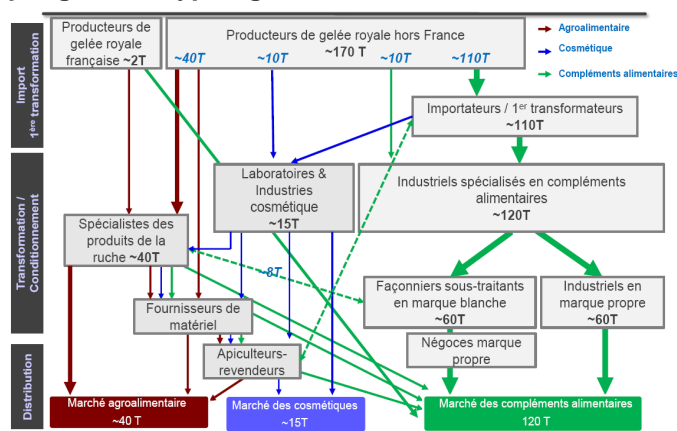 Import
1ère transformation
Transformation /
Conditionnement
Distribution
Producteurs de
gelée royale
française ~2T
Producteurs de gelée royale hors France
~170 T
~40T
~10T
~10T
~110T
Agroalimentaire
Cosmétique
Compléments alimentaires
Importateurs / 1er transformateurs
~110T
Laboratoires &
Industries
cosmétique
~15T
Industriels spécialisés en compléments
alimentaires
~120T
Spécialistes des
produits de la
ruche ~40T
~8T
Façonniers sous-traitants
en marque blanche
~60T
Industriels en
marque propre
~60T
Fournisseurs de
matériel
Négoces marque
propre
Apiculteurs-
revendeurs
Marché agroalimentaire
~40 T
Marché des cosmétiques
~15T
Marché des compléments alimentaires
120 T